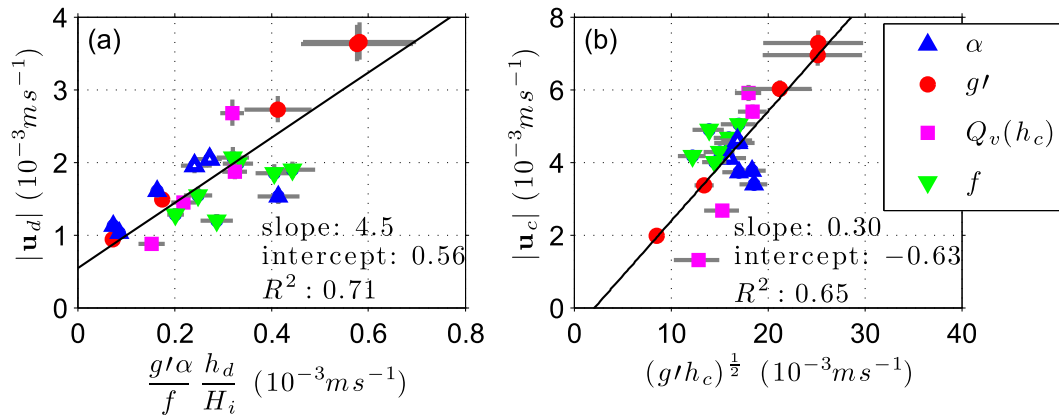 (a)
|u_d| (10^{-3}ms^{-1})
4
3
2
1
0
slope: 4.5
intercept: 0.56
R^2 : 0.71
0 0.2 0.4 0.6 0.8
g′α/f h_d/H_i (10^{-3}ms^{-1})
(b)
|u_c| (10^{-3}ms^{-1})
8
6
4
2
0
slope: 0.30
intercept: −0.63
R^2 : 0.65
0 10 20 30 40
(g′h_c)^{1/2} (10^{-3}ms^{-1})
α
g′
Q_v(h_c)
f